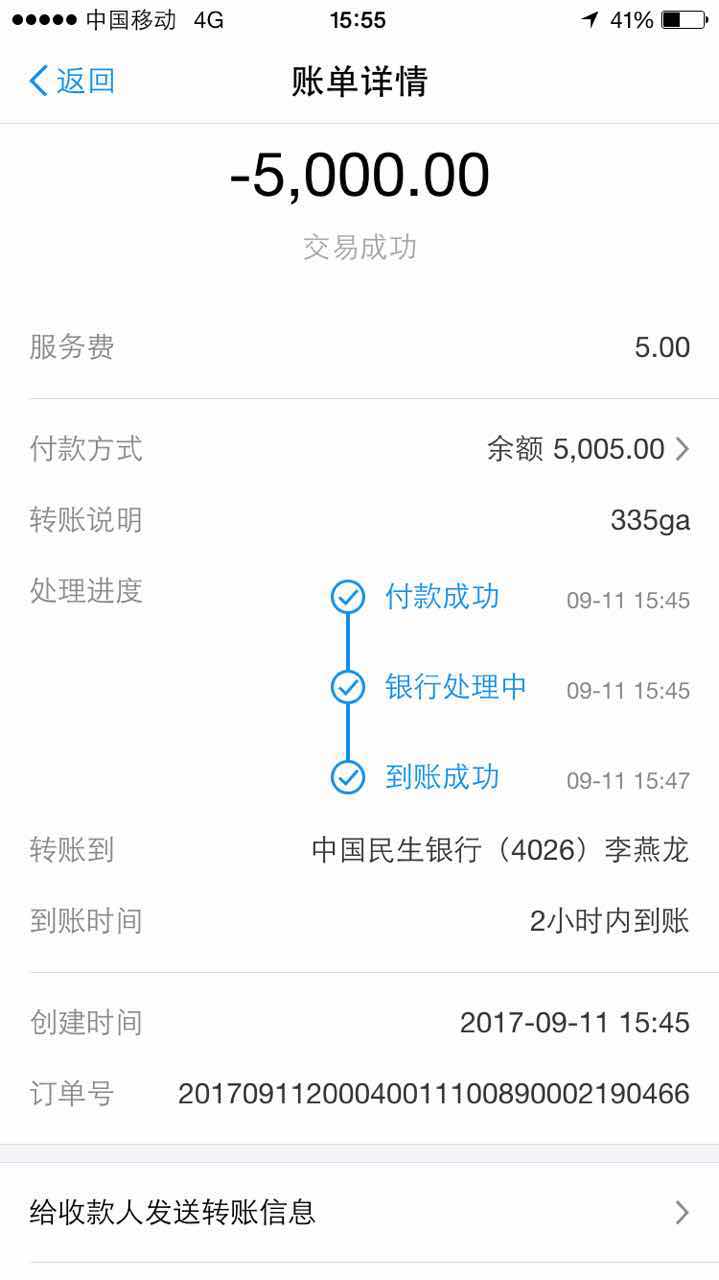 中国移动 4G 15:55 41%
返回 账单详情
-5,000.00
交易成功
服务费 5.00
付款方式 余额 5,005.00
转账说明 335ga
处理进度 付款成功 09-11 15:45
银行处理中 09-11 15:45
到账成功 09-11 15:47
转账到 中国民生银行（4026）李燕龙
到账时间 2小时内到账
创建时间 2017-09-11 15:45
订单号 20170911200040011100890002190466
给收款人发送转账信息